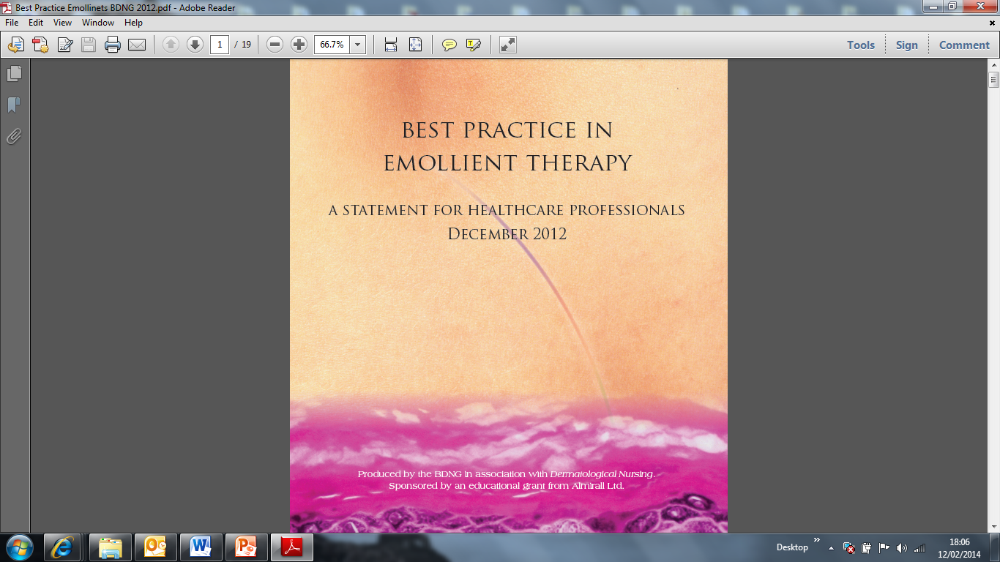 Best Practice Emollinets BDNG 2012.pdf - Adobe Reader
File Edit View Window Help
1 / 19 66.7% Tools Sign Comment
BEST PRACTICE IN
EMOLLIENT THERAPY
A STATEMENT FOR HEALTHCARE PROFESSIONALS
DECEMBER 2012
Produced by the BDNG in association with Dermatological Nursing.
Sponsored by an educational grant from Almirall Ltd.
Desktop
18:06
12/02/2014